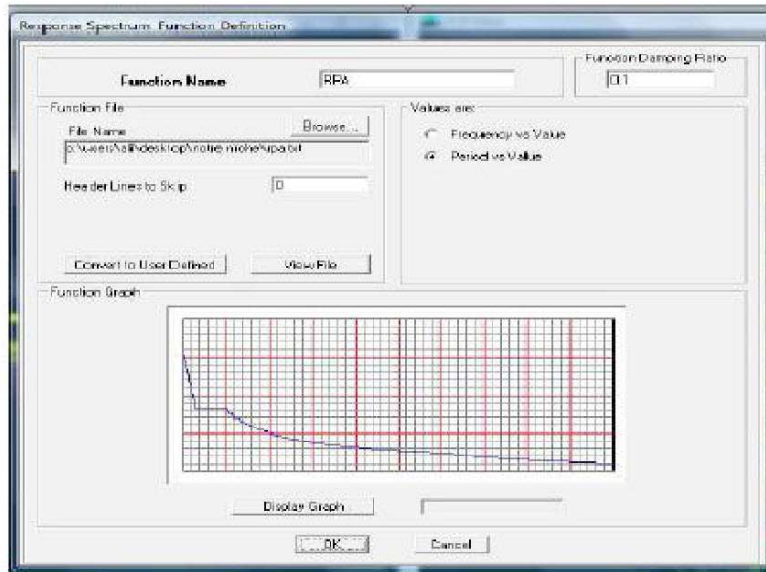 Response Spectrum Function Definition
Function Damping Ratio
Function Name
RPA
0.1
Function File
Values are:
File Name
Browse...
Frequency vs Value
Period vs Value
Header Lines to Skip
0
Convert to User Defined
View File
Function Graph
Display Graph
OK
Cancel